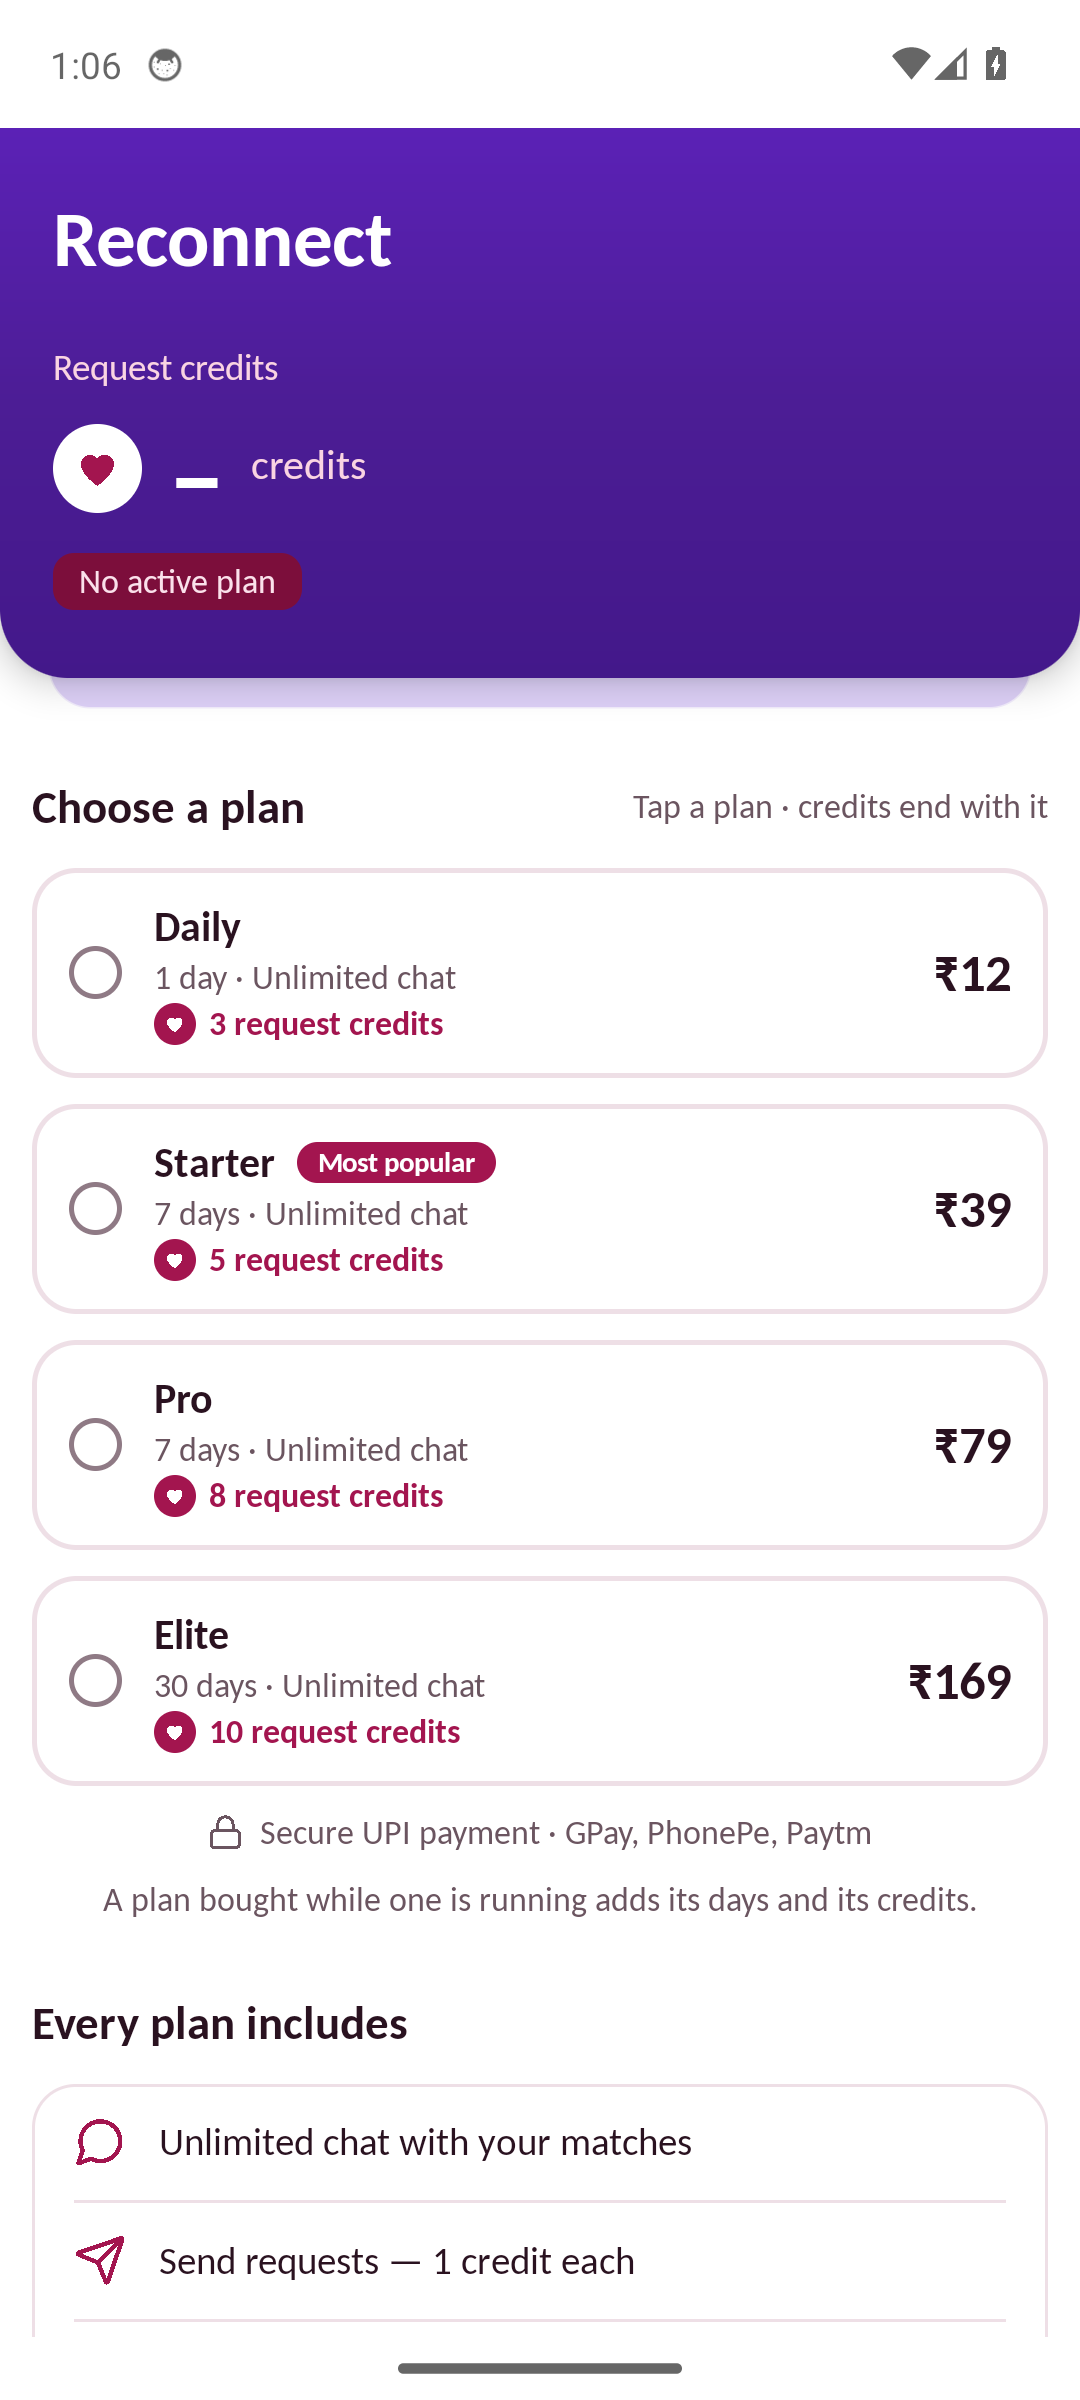 1:06
Reconnect
Request credits
– credits
No active plan
Choose a plan
Tap a plan · credits end with it
Daily
1 day · Unlimited chat
3 request credits
₹12
Starter
Most popular
7 days · Unlimited chat
5 request credits
₹39
Pro
7 days · Unlimited chat
8 request credits
₹79
Elite
30 days · Unlimited chat
10 request credits
₹169
Secure UPI payment · GPay, PhonePe, Paytm
A plan bought while one is running adds its days and its credits.
Every plan includes
Unlimited chat with your matches
Send requests — 1 credit each